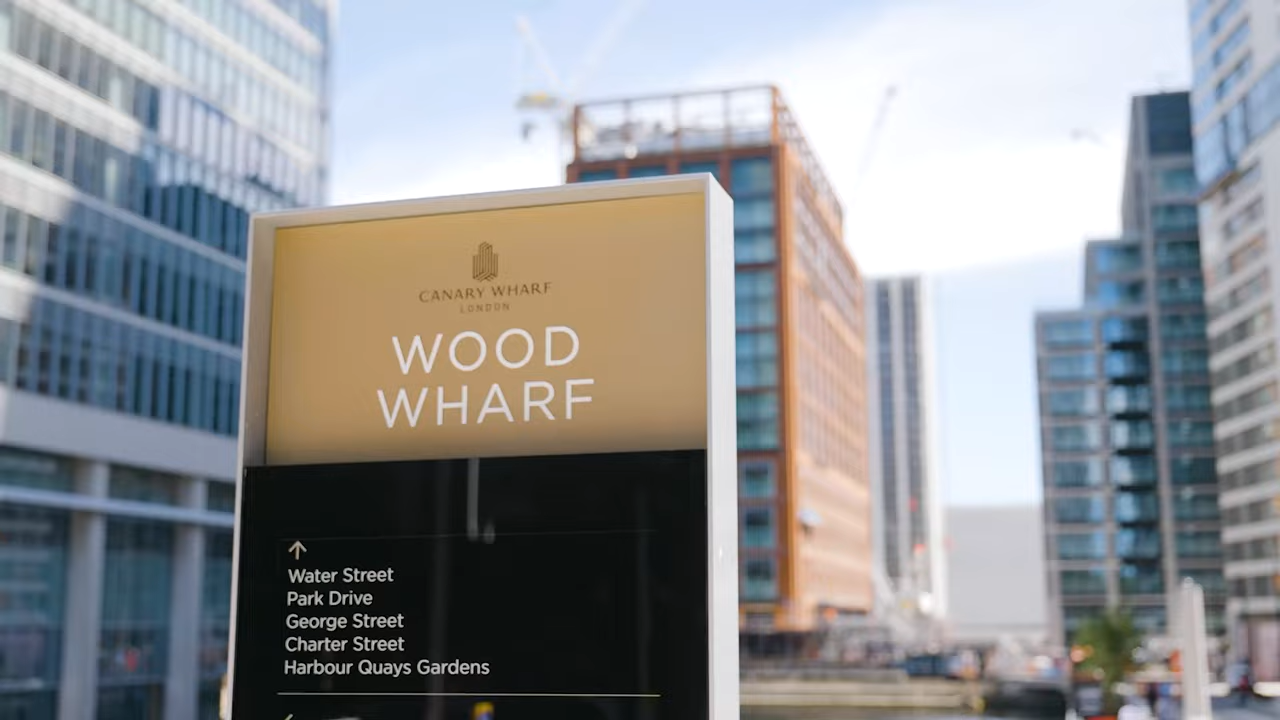 CANARY WHARF
LONDON
WOOD
WHARF
Water Street
Park Drive
George Street
Charter Street
Harbour Quays Gardens